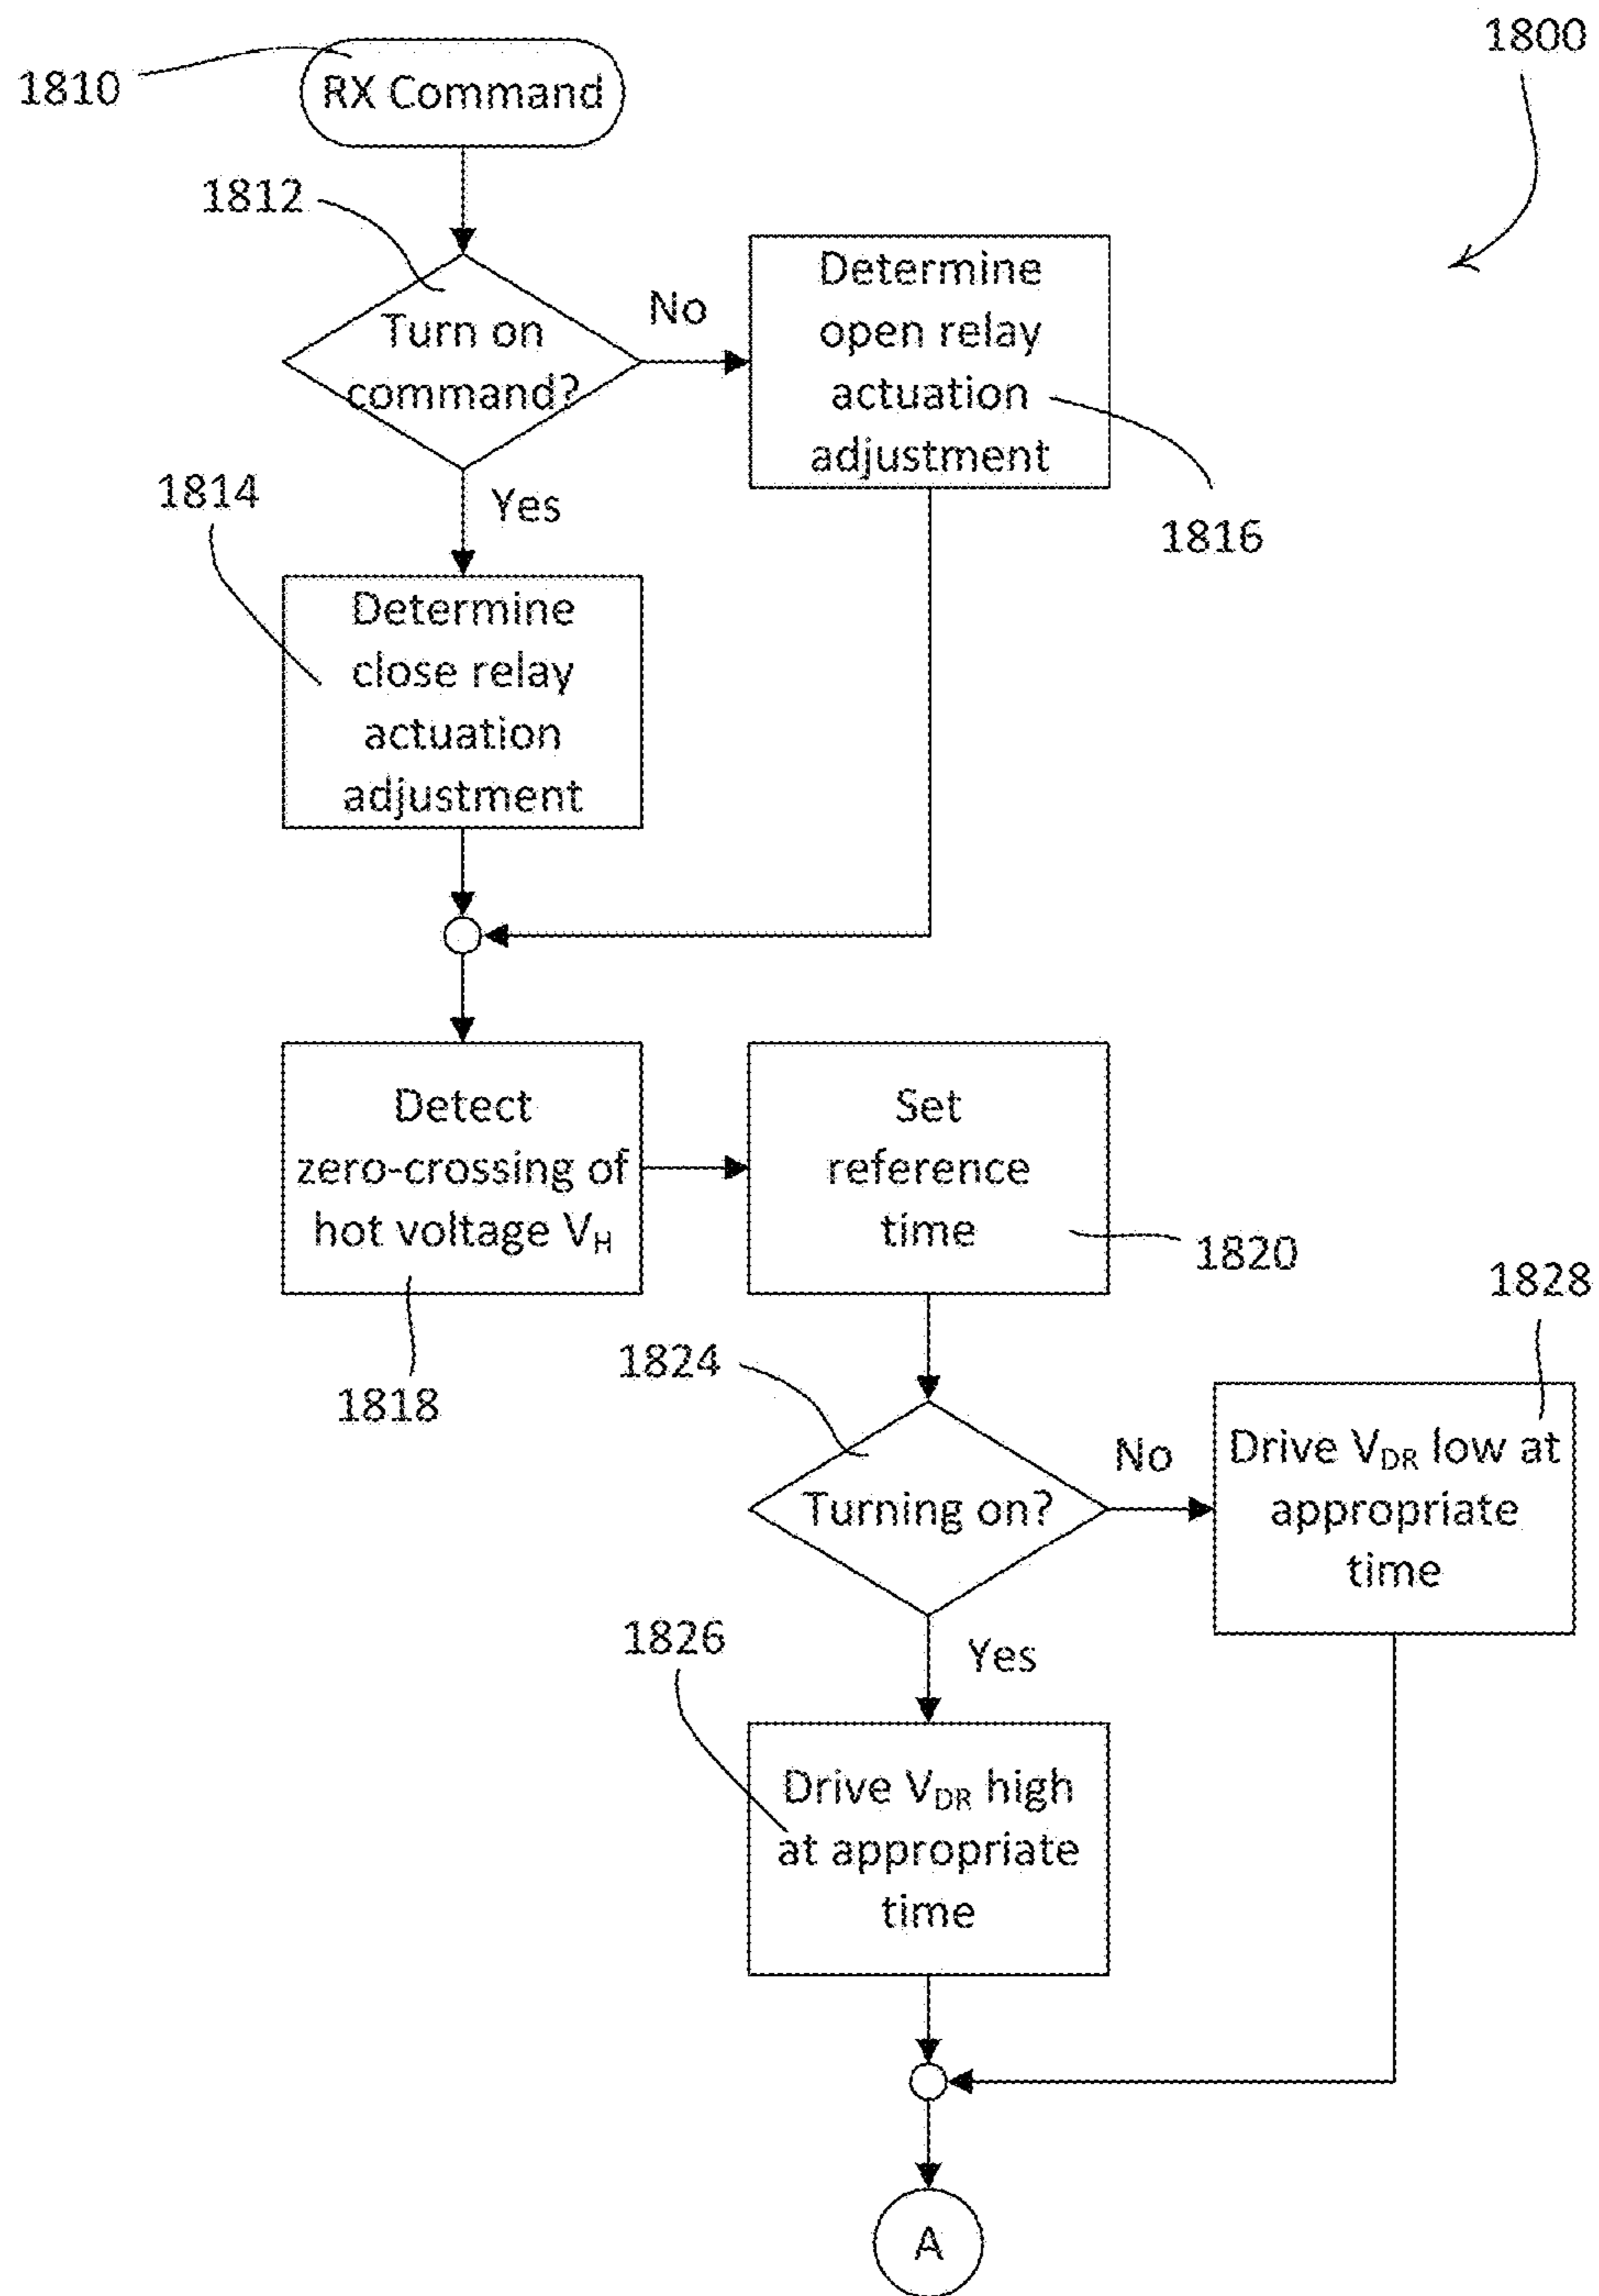 1800
1810
RX Command
1812
Turn on
command?
No
Determine
open relay
actuation
adjustment
1816
Yes
1814
Determine
close relay
actuation
adjustment
Detect
zero-crossing of
hot voltage VH
1818
Set
reference
time
1820
1824
Turning on?
No
1828
Drive VDR low at
appropriate
time
Yes
1826
Drive VDR high
at appropriate
time
A